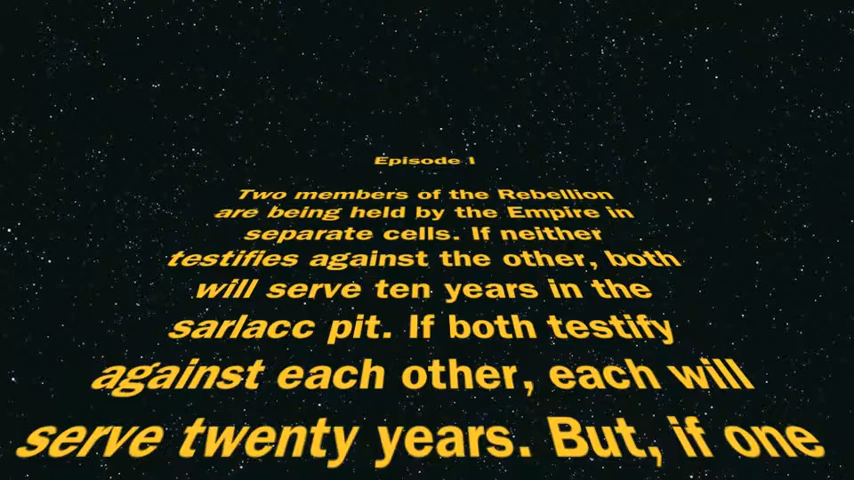 Episode I
Two members of the Rebellion
are being held by the Empire in
separate cells. If neither
testifies against the other, both
will serve ten years in the
sarlacc pit. If both testify
against each other, each will
serve twenty years. But, if one